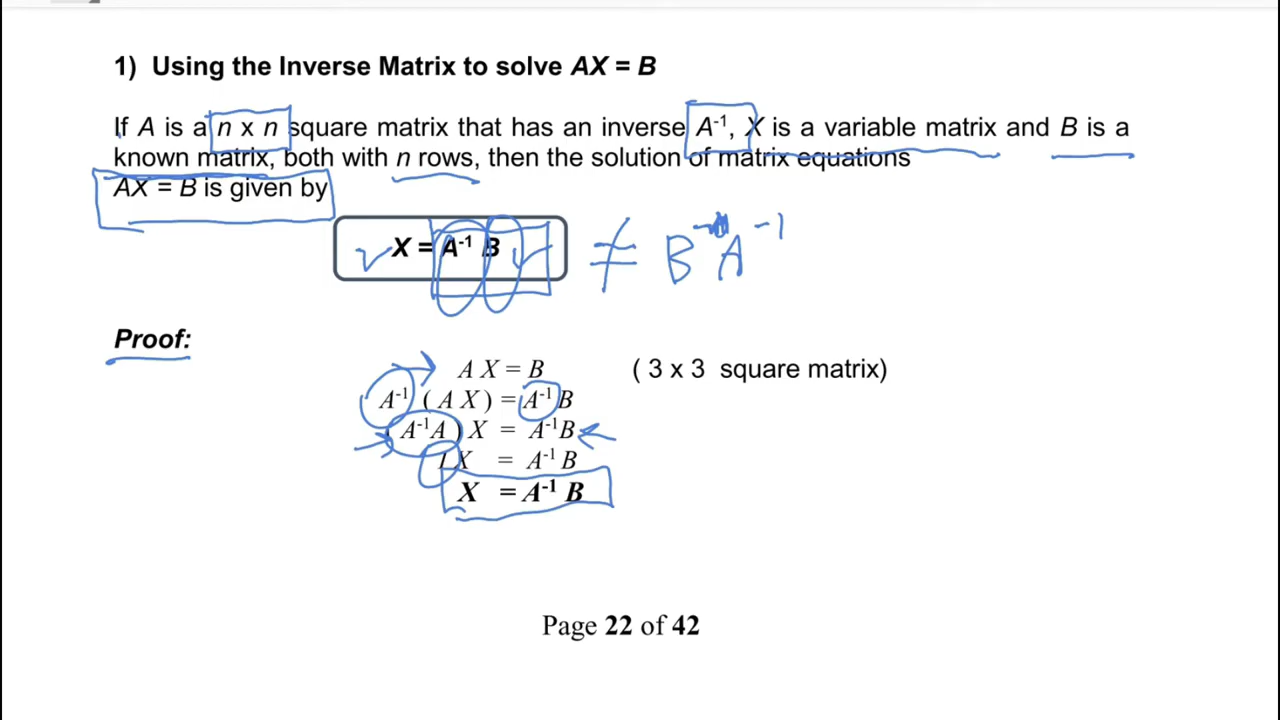 1) Using the Inverse Matrix to solve AX = B
If A is a n x n square matrix that has an inverse A⁻¹, X is a variable matrix and B is a
known matrix, both with n rows, then the solution of matrix equations
AX = B is given by
X = A⁻¹ B ≠ B A⁻¹
Proof:
A X = B ( 3 x 3 square matrix)
A⁻¹ ( A X ) = A⁻¹ B
( A⁻¹A ) X = A⁻¹B
I X = A⁻¹ B
X = A⁻¹ B
Page 22 of 42